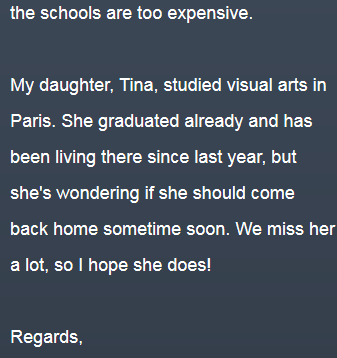 the schools are too expensive.
My daughter, Tina, studied visual arts in
Paris. She graduated already and has
been living there since last year, but
she's wondering if she should come
back home sometime soon. We miss her
a lot, so I hope she does!
Regards,